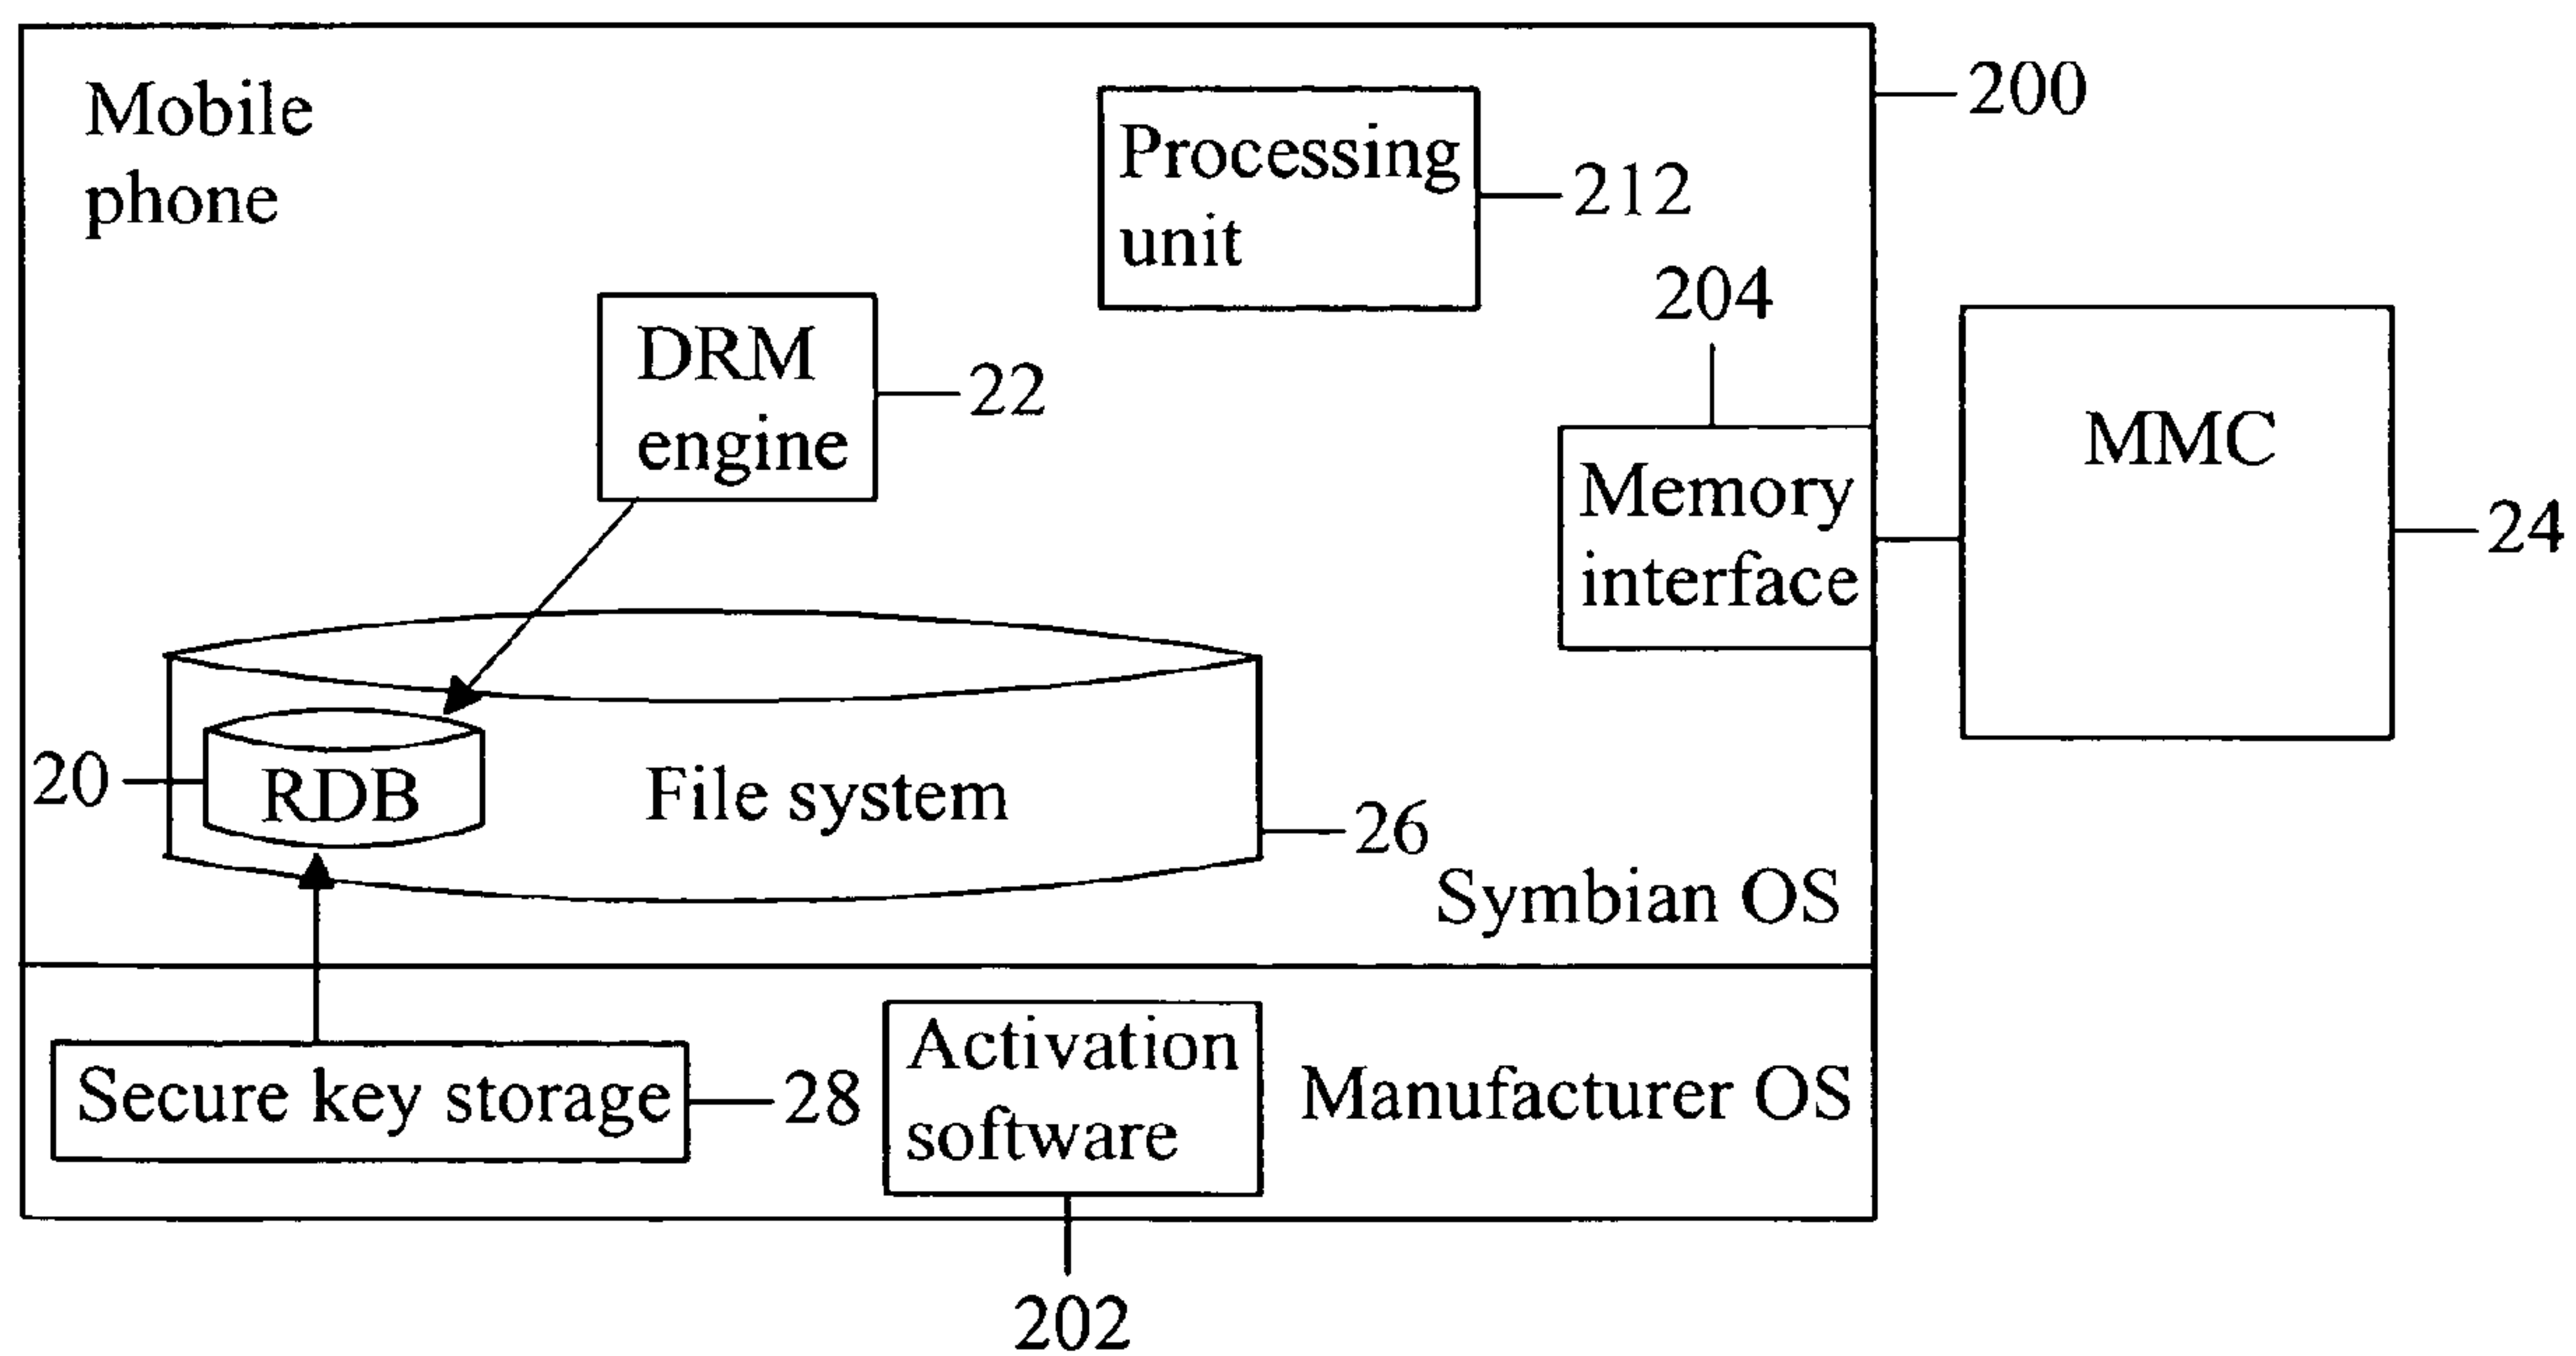 Mobile
phone
Processing
unit
200
212
204
DRM
engine
22
Memory
interface
MMC
24
20
RDB
File system
26
Symbian OS
Secure key storage
28
Activation
software
Manufacturer OS
202